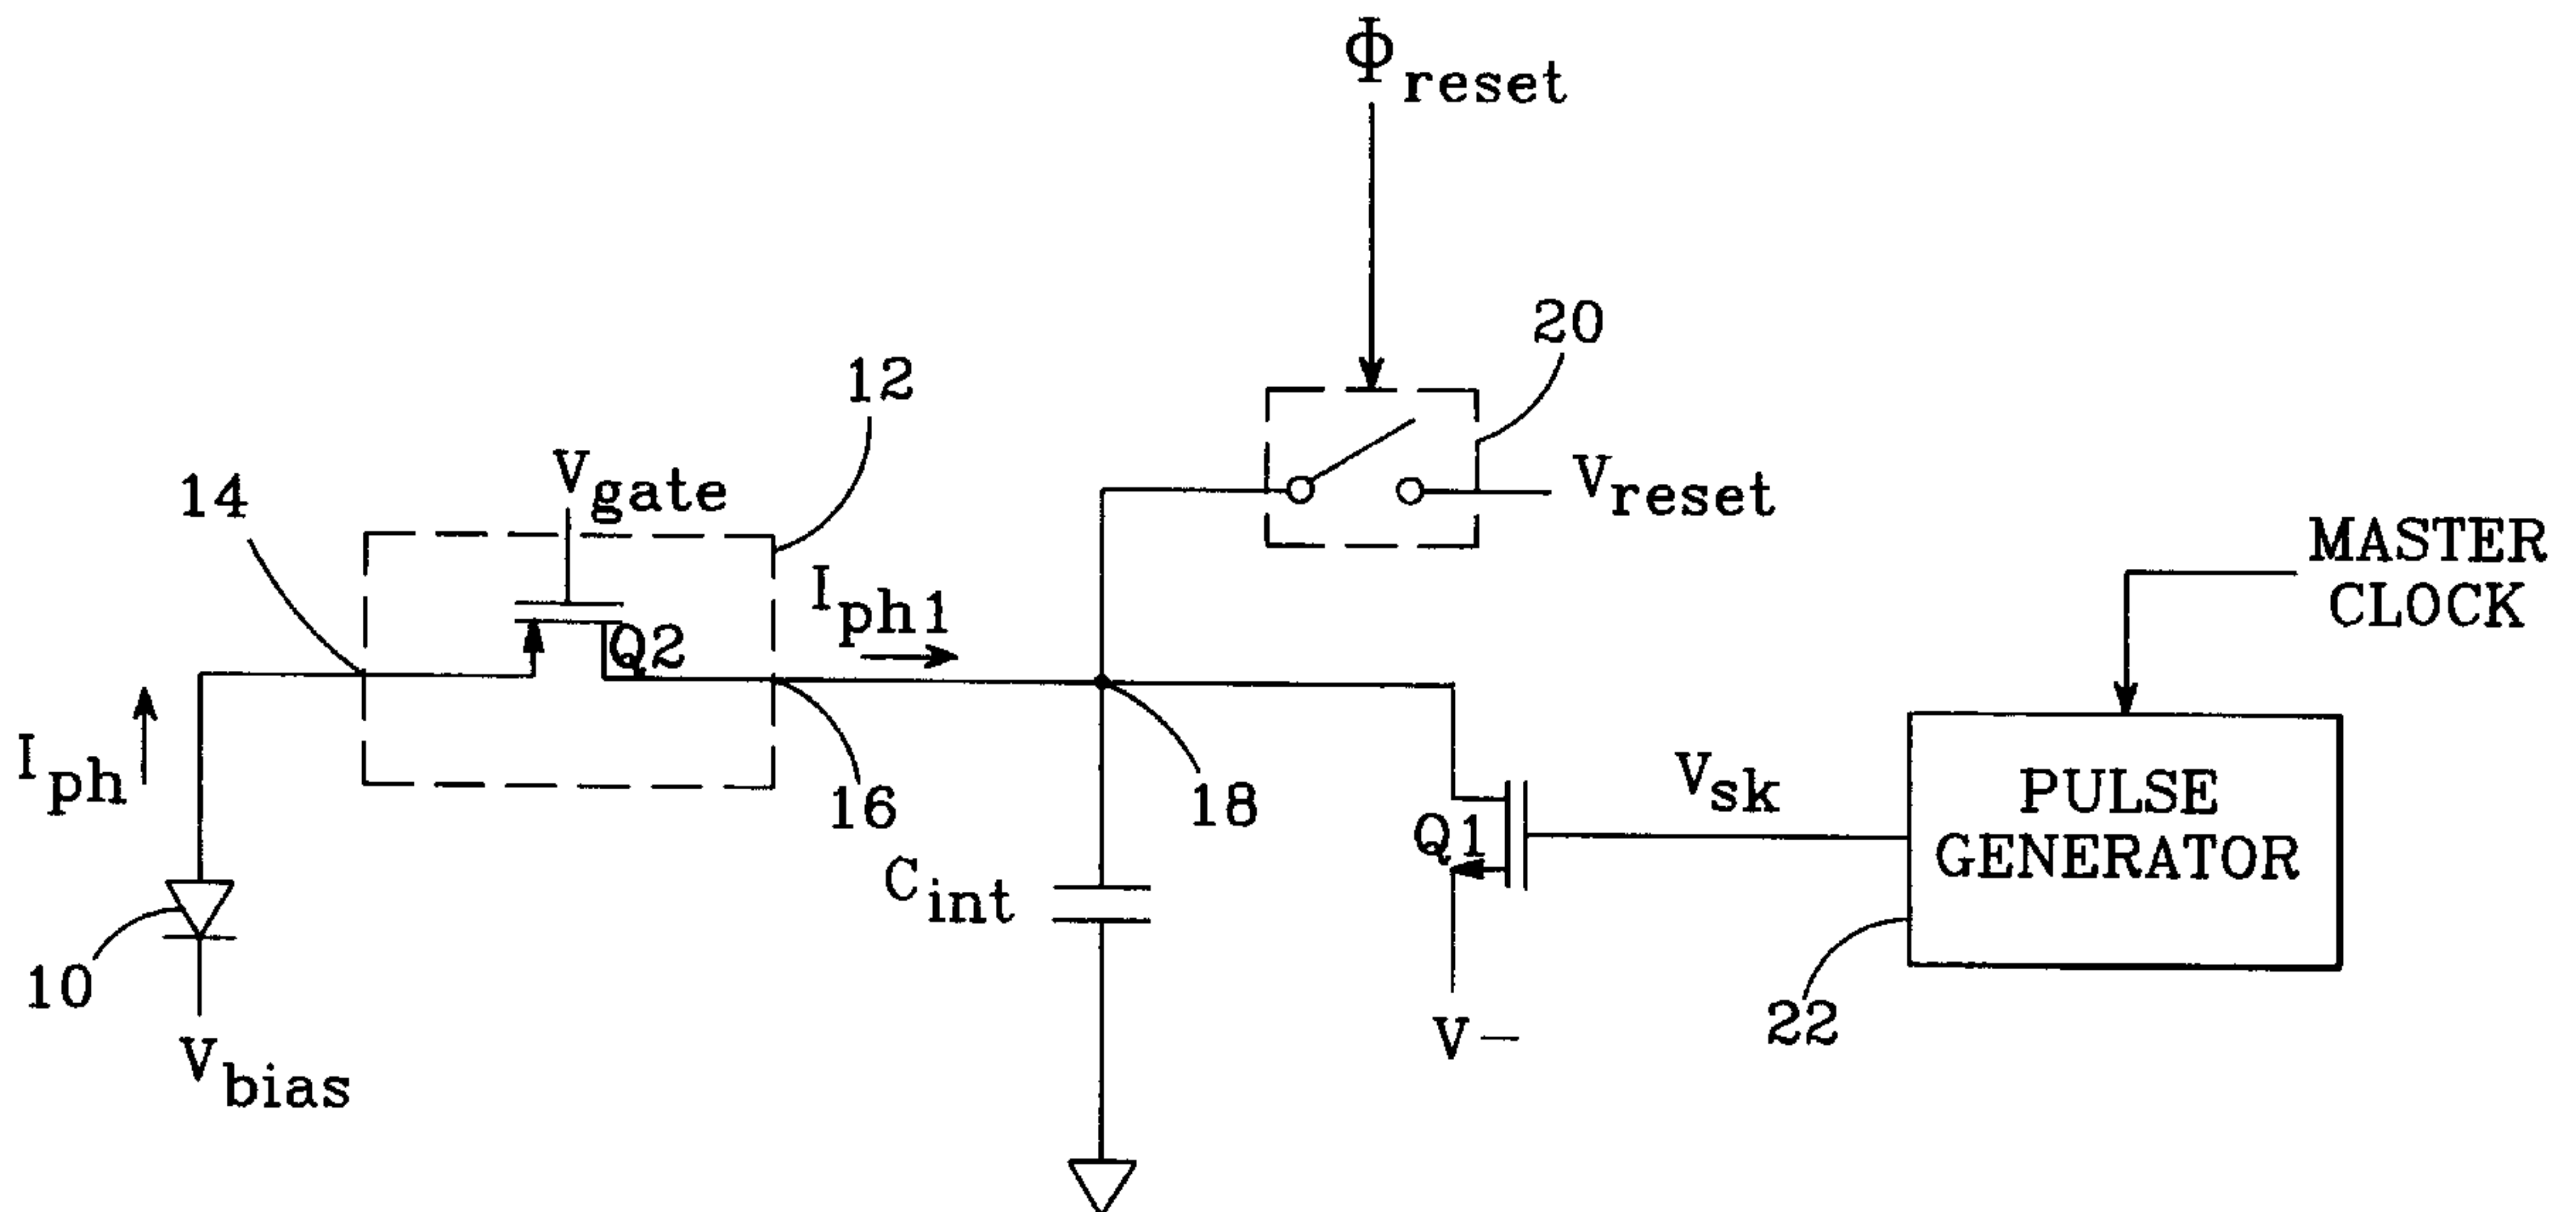 Φreset
20
12
Vgate
14
Vreset
MASTER
CLOCK
Iph1
Q2
Iph
16
18
Vsk
PULSE
GENERATOR
Q1
Cint
10
22
V-
Vbias